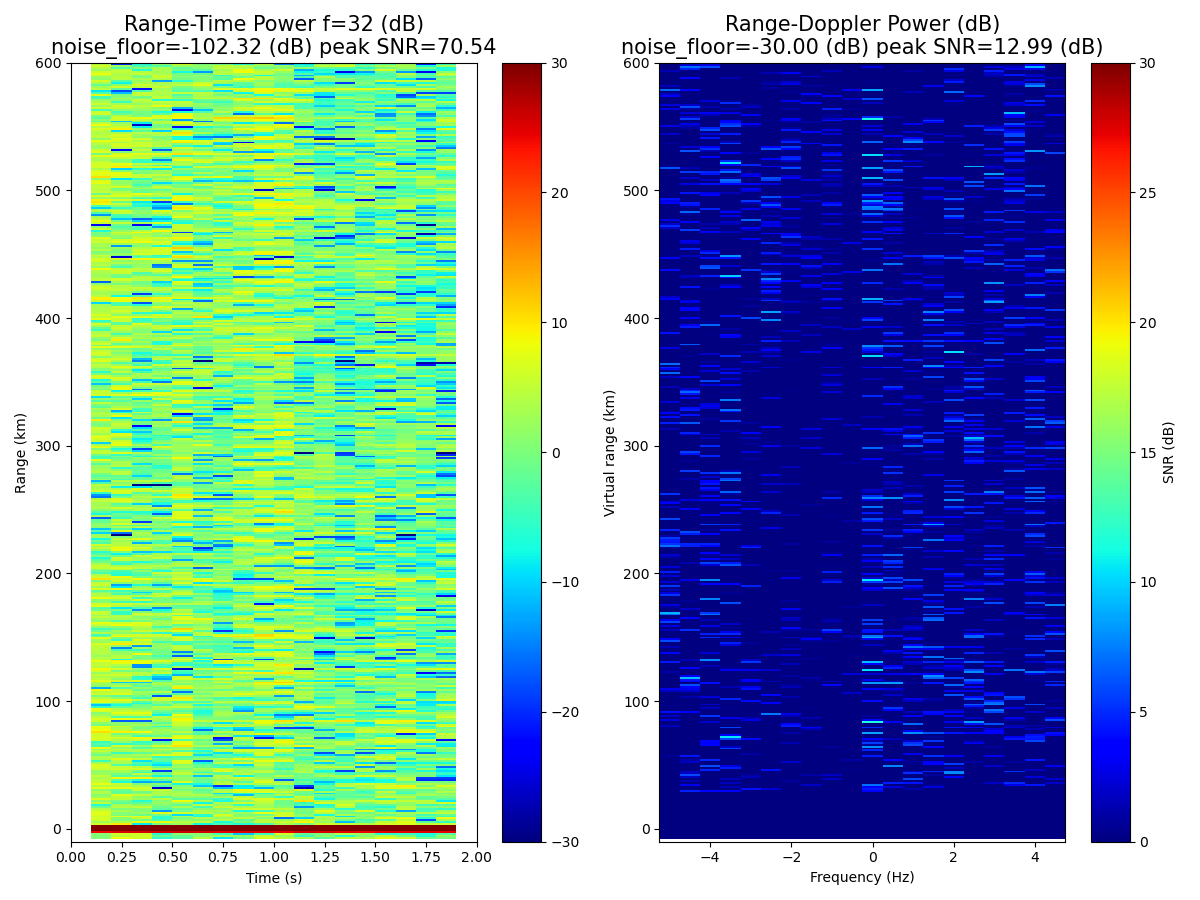 Range-Time Power f=32 (dB)
noise_floor=-102.32 (dB) peak SNR=70.54
600
500
400
300
200
100
0
Range (km)
0.00 0.25 0.50 0.75 1.00 1.25 1.50 1.75 2.00
Time (s)
30
20
10
0
−10
−20
−30
Range-Doppler Power (dB)
noise_floor=-30.00 (dB) peak SNR=12.99 (dB)
600
500
400
300
200
100
0
Virtual range (km)
−4 −2 0 2 4
Frequency (Hz)
30
25
20
15
10
5
0
SNR (dB)